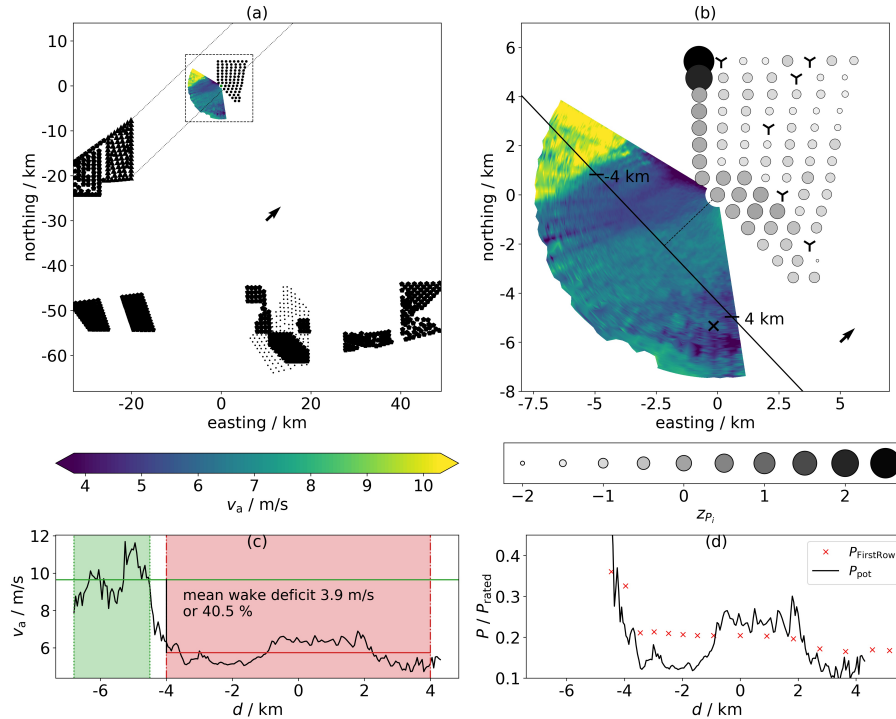 (a)
(b)
northing / km
10
0
-10
-20
-30
-40
-50
-60
-20
0
20
40
easting / km
northing / km
6
4
2
0
-2
-4
-6
-8
-7.5
-5.0
-2.5
0.0
2.5
5.0
easting / km
-4 km
4 km
4
5
6
7
8
9
10
v_a / m/s
-2
-1
0
1
2
z_{P_i}
(c)
(d)
v_a / m/s
12
10
8
6
mean wake deficit 3.9 m/s
or 40.5 %
-6
-4
-2
0
2
4
d / km
P / P_rated
0.4
0.3
0.2
0.1
P_FirstRow
P_pot
-6
-4
-2
0
2
4
d / km